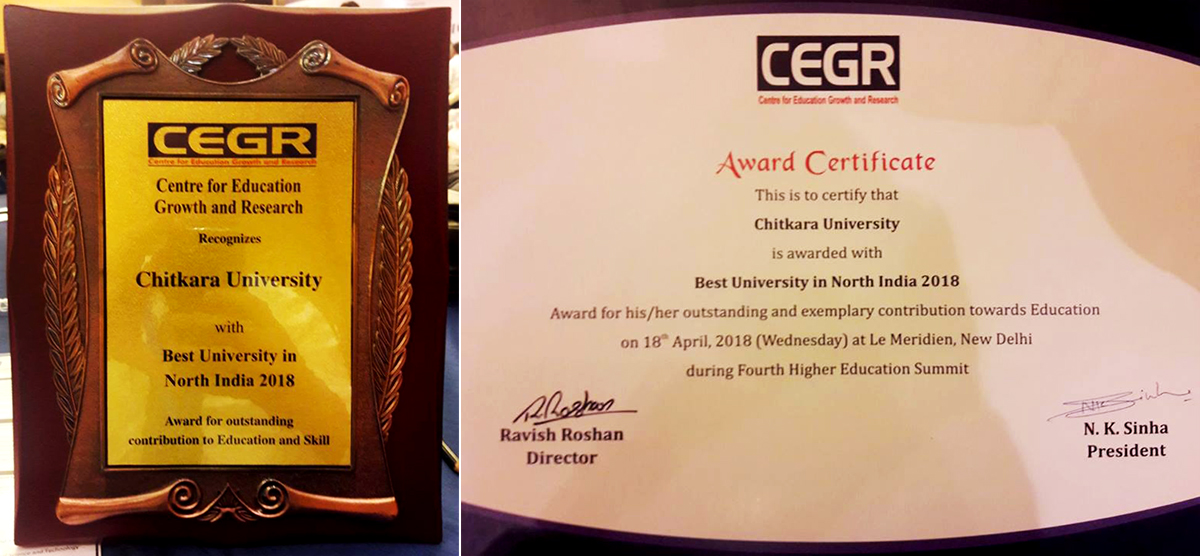 CEGR
Centre for Education Growth and Research
Centre for Education
Growth and Research
Recognizes
Chitkara University
with
Best University in
North India 2018
Award for outstanding
contribution to Education and Skill
CEGR
Centre for Education Growth and Research
Award Certificate
This is to certify that
Chitkara University
is awarded with
Best University in North India 2018
Award for his/her outstanding and exemplary contribution towards Education
on 18th April, 2018 (Wednesday) at Le Meridien, New Delhi
during Fourth Higher Education Summit
R. Roshan
Ravish Roshan
Director
N. K. Sinha
President